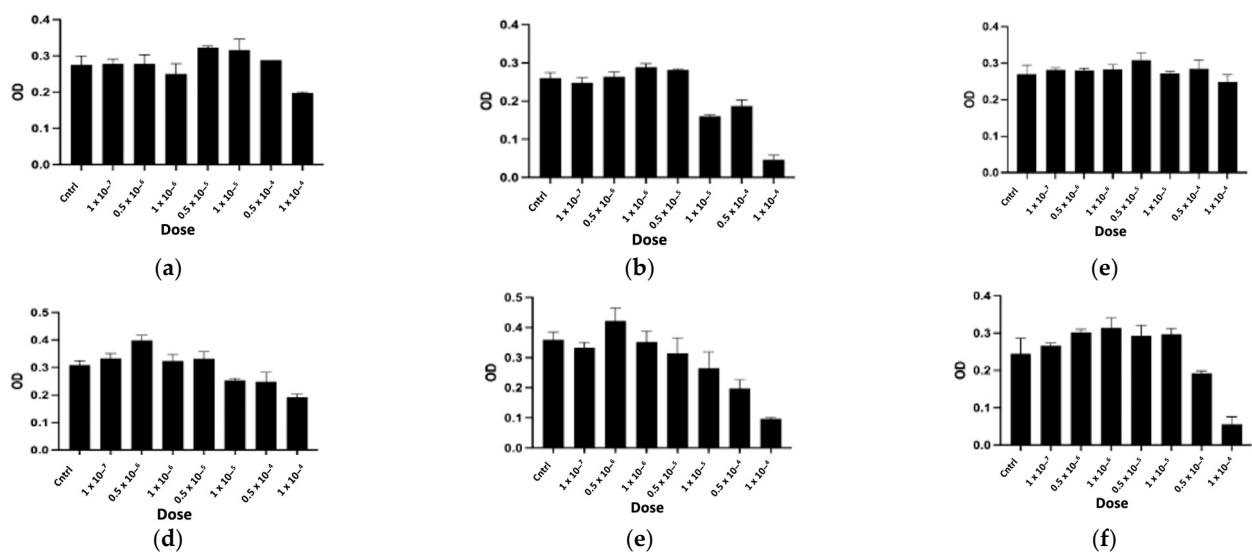 0.4
0.3
0.2
0.1
0.0
OD
Cntrl
1 x 10⁻⁷
0.5 x 10⁻⁶
1 x 10⁻⁶
0.5 x 10⁻⁵
1 x 10⁻⁵
0.5 x 10⁻⁴
1 x 10⁻⁴
Dose
(a)
0.4
0.3
0.2
0.1
0.0
OD
Cntrl
1 x 10⁻⁷
0.5 x 10⁻⁶
1 x 10⁻⁶
0.5 x 10⁻⁵
1 x 10⁻⁵
0.5 x 10⁻⁴
1 x 10⁻⁴
Dose
(b)
0.4
0.3
0.2
0.1
0.0
OD
Cntrl
1 x 10⁻⁷
0.5 x 10⁻⁶
1 x 10⁻⁶
0.5 x 10⁻⁵
1 x 10⁻⁵
0.5 x 10⁻⁴
1 x 10⁻⁴
Dose
(e)
0.5
0.4
0.3
0.2
0.1
0.0
OD
Cntrl
1 x 10⁻⁷
0.5 x 10⁻⁶
1 x 10⁻⁶
0.5 x 10⁻⁵
1 x 10⁻⁵
0.5 x 10⁻⁴
1 x 10⁻⁴
Dose
(d)
0.5
0.4
0.3
0.2
0.1
0.0
OD
Cntrl
1 x 10⁻⁷
0.5 x 10⁻⁶
1 x 10⁻⁶
0.5 x 10⁻⁵
1 x 10⁻⁵
0.5 x 10⁻⁴
1 x 10⁻⁴
Dose
(e)
0.4
0.3
0.2
0.1
0.0
OD
Cntrl
1 x 10⁻⁷
0.5 x 10⁻⁶
1 x 10⁻⁶
0.5 x 10⁻⁵
1 x 10⁻⁵
0.5 x 10⁻⁴
1 x 10⁻⁴
Dose
(f)